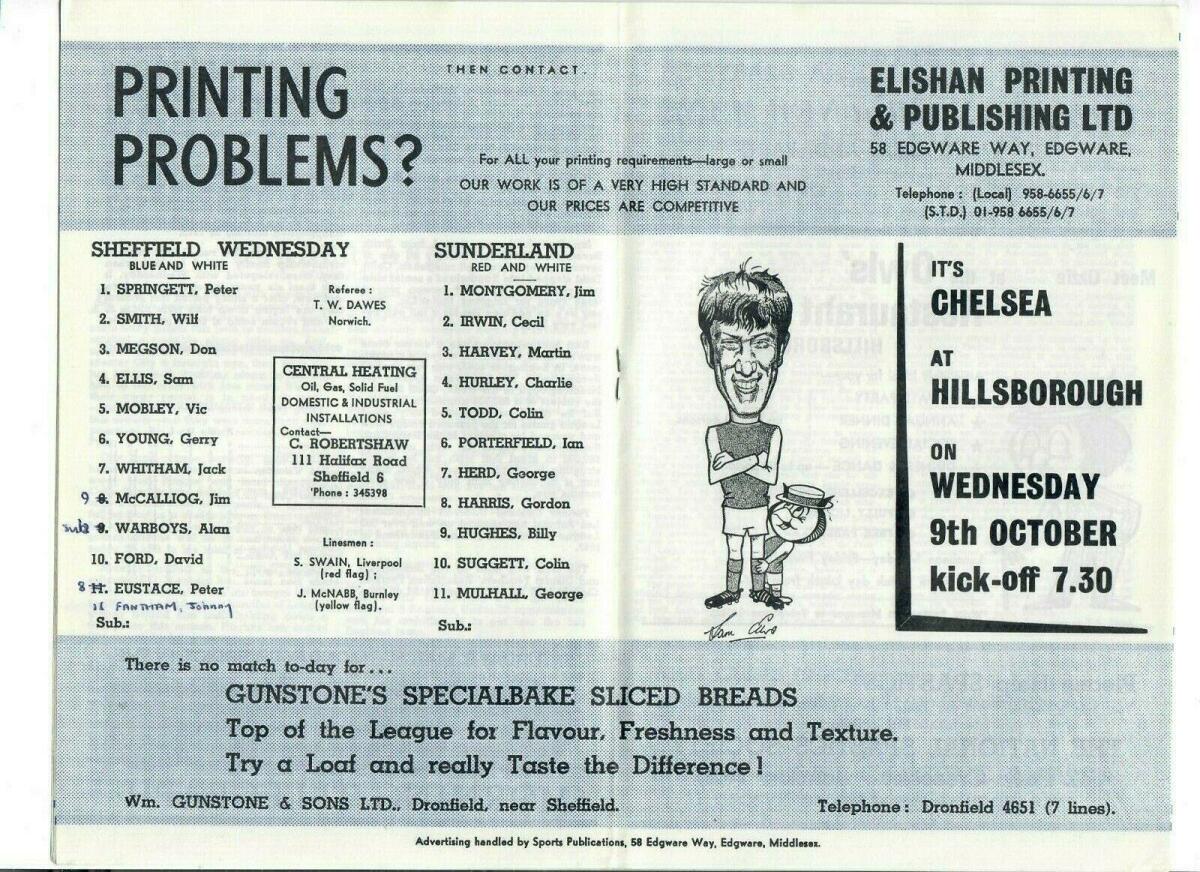 PRINTING
PROBLEMS?
THEN CONTACT.
For ALL your printing requirements—large or small
OUR WORK IS OF A VERY HIGH STANDARD AND
OUR PRICES ARE COMPETITIVE
ELISHAN PRINTING
& PUBLISHING LTD
58 EDGWARE WAY, EDGWARE,
MIDDLESEX.
Telephone : (Local) 958-6655/6/7
(S.T.D.) 01-958 6655/6/7
SHEFFIELD WEDNESDAY
BLUE AND WHITE
1. SPRINGETT, Peter
2. SMITH, Wilf
3. MEGSON, Don
4. ELLIS, Sam
5. MOBLEY, Vic
6. YOUNG, Gerry
7. WHITHAM, Jack
9 8. McCALLIOG, Jim
sub 9. WARBOYS, Alan
10. FORD, David
8 11. EUSTACE, Peter
11 FANTHAM, Johnny
Sub.:
Referee :
T. W. DAWES
Norwich.
CENTRAL HEATING
Oil, Gas, Solid Fuel
DOMESTIC & INDUSTRIAL
INSTALLATIONS
Contact—
C. ROBERTSHAW
111 Halifax Road
Sheffield 6
'Phone : 345398
Linesmen :
S. SWAIN, Liverpool
(red flag) ;
J. McNABB, Burnley
(yellow flag).
SUNDERLAND
RED AND WHITE
1. MONTGOMERY, Jim
2. IRWIN, Cecil
3. HARVEY, Martin
4. HURLEY, Charlie
5. TODD, Colin
6. PORTERFIELD, Ian
7. HERD, George
8. HARRIS, Gordon
9. HUGHES, Billy
10. SUGGETT, Colin
11. MULHALL, George
Sub.:
IT'S
CHELSEA
AT
HILLSBOROUGH
ON
WEDNESDAY
9th OCTOBER
kick-off 7.30
There is no match to-day for...
GUNSTONE'S SPECIALBAKE SLICED BREADS
Top of the League for Flavour, Freshness and Texture.
Try a Loaf and really Taste the Difference!
Wm. GUNSTONE & SONS LTD., Dronfield, near Sheffield.
Telephone: Dronfield 4651 (7 lines).
Advertising handled by Sports Publications, 58 Edgware Way, Edgware, Middlesex.